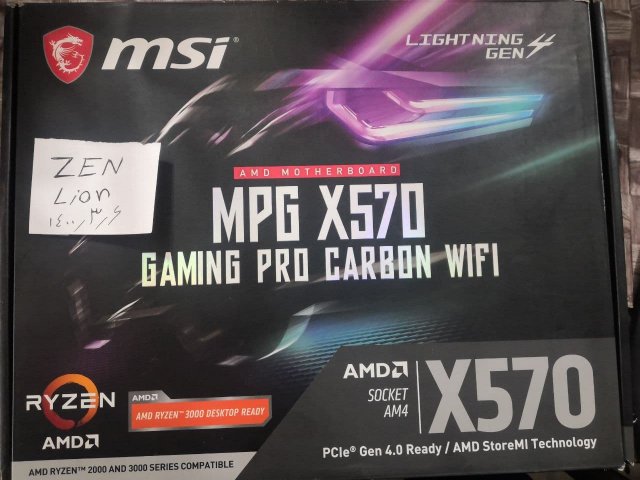 msi®
LIGHTNING
GEN 4
ZEN
Lion
۱۴۰۰/۳/۶
AMD MOTHERBOARD
MPG X570
GAMING PRO CARBON WIFI
RYZEN
AMD
AMD
AMD RYZEN™ 3000 DESKTOP READY
AMD RYZEN™ 2000 AND 3000 SERIES COMPATIBLE
AMD
SOCKET
AM4
X570
PCIe® Gen 4.0 Ready / AMD StoreMI Technology